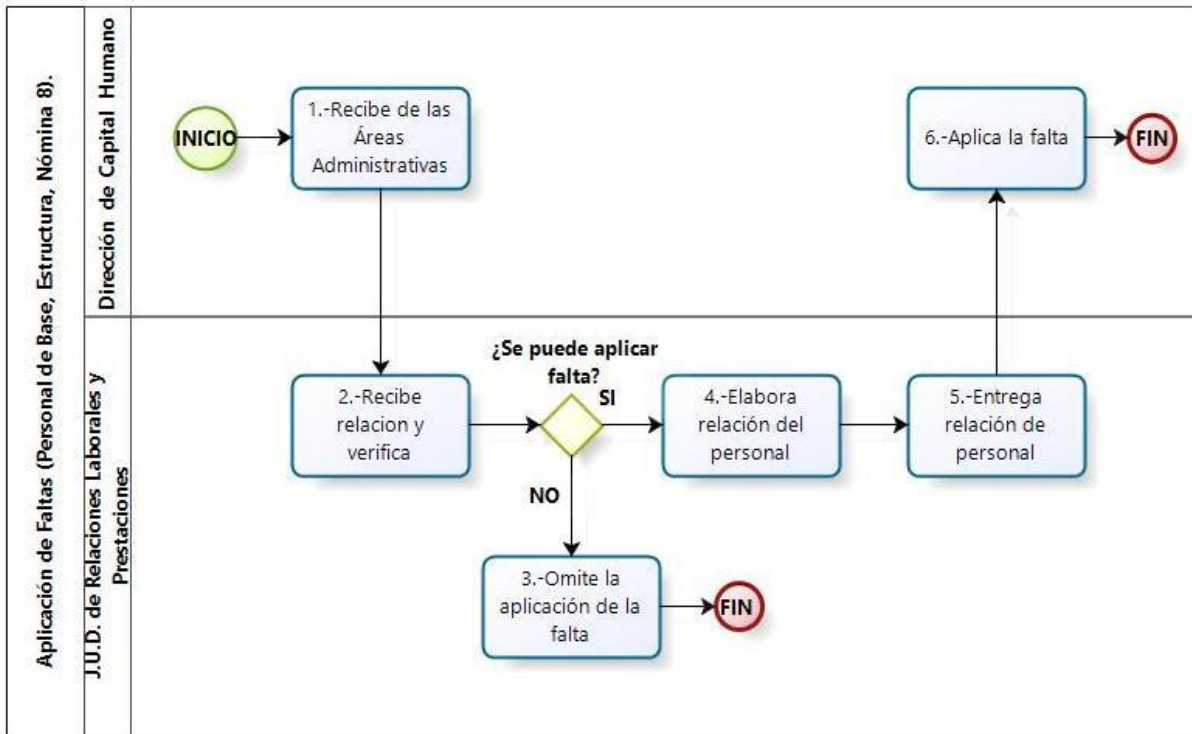 Aplicación de Faltas (Personal de Base, Estructura, Nómina 8).
Dirección de Capital Humano
INICIO
1.-Recibe de las
Áreas
Administrativas
6.-Aplica la falta
FIN
J.U.D. de Relaciones Laborales y
Prestaciones
2.-Recibe
relacion y
verifica
¿Se puede aplicar
falta?
SI
4.-Elabora
relación del
personal
5.-Entrega
relación de
personal
NO
3.-Omite la
aplicación de la
falta
FIN